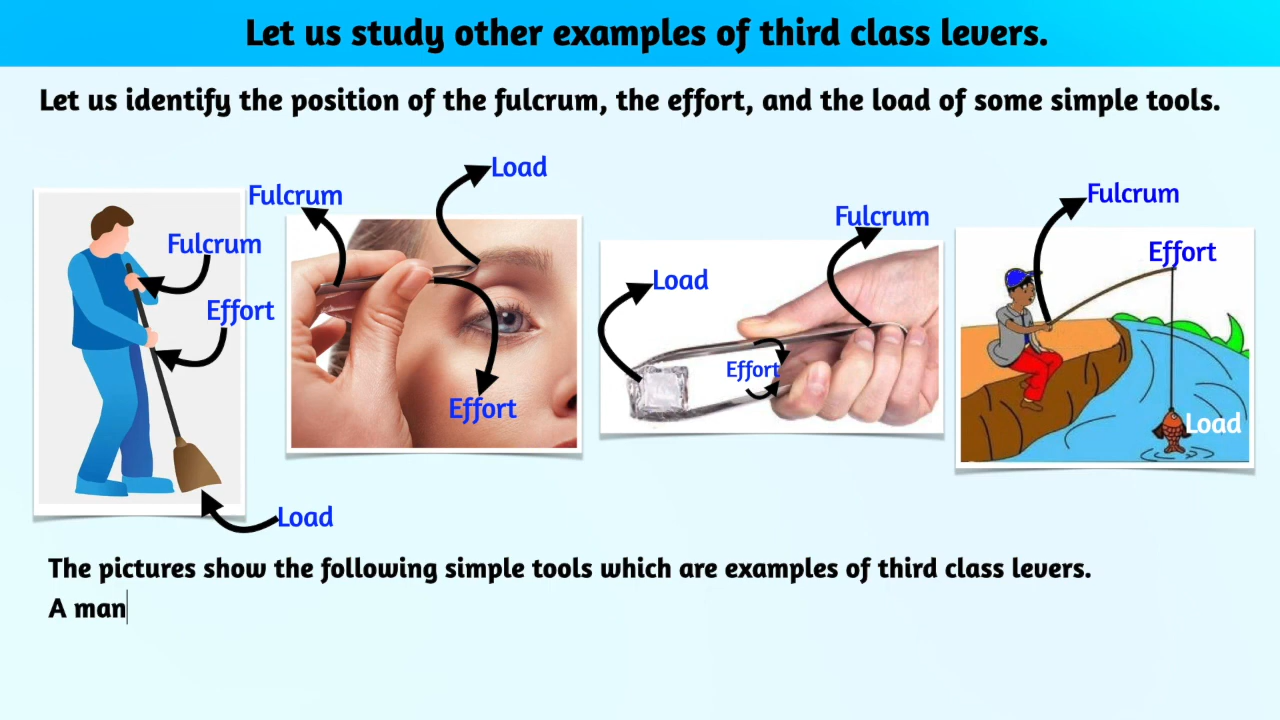 Let us study other examples of third class levers.
Let us identify the position of the fulcrum, the effort, and the load of some simple tools.
Fulcrum
Effort
Load
Fulcrum
Load
Effort
Load
Fulcrum
Effort
Fulcrum
Effort
Load
The pictures show the following simple tools which are examples of third class levers.
A man